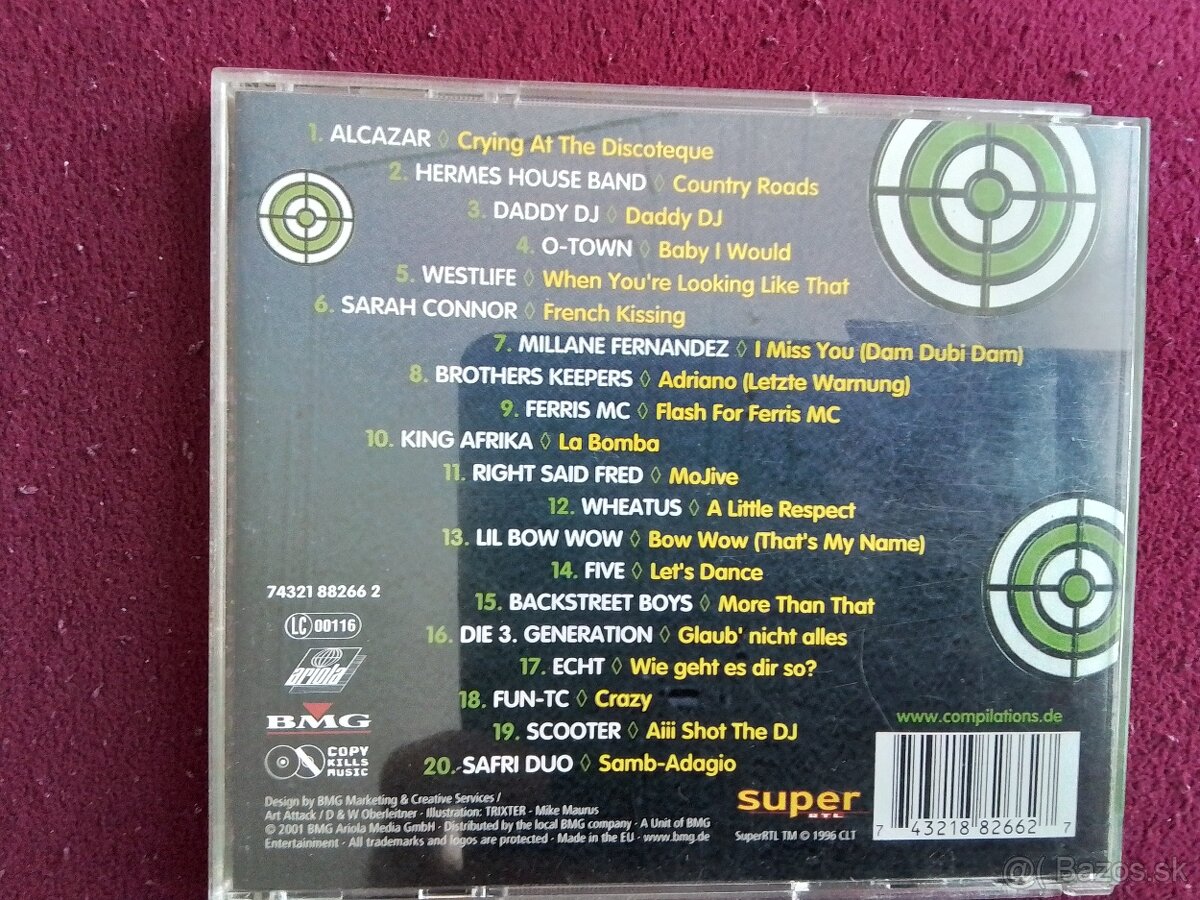 1. ALCAZAR ◊ Crying At The Discoteque
2. HERMES HOUSE BAND ◊ Country Roads
3. DADDY DJ ◊ Daddy DJ
4. O-TOWN ◊ Baby I Would
5. WESTLIFE ◊ When You're Looking Like That
6. SARAH CONNOR ◊ French Kissing
7. MILLANE FERNANDEZ ◊ I Miss You (Dam Dubi Dam)
8. BROTHERS KEEPERS ◊ Adriano (Letzte Warnung)
9. FERRIS MC ◊ Flash For Ferris MC
10. KING AFRIKA ◊ La Bomba
11. RIGHT SAID FRED ◊ MoJive
12. WHEATUS ◊ A Little Respect
13. LIL BOW WOW ◊ Bow Wow (That's My Name)
14. FIVE ◊ Let's Dance
15. BACKSTREET BOYS ◊ More Than That
16. DIE 3. GENERATION ◊ Glaub' nicht alles
17. ECHT ◊ Wie geht es dir so?
18. FUN-TC ◊ Crazy
19. SCOOTER ◊ Aiii Shot The DJ
20. SAFRI DUO ◊ Samb-Adagio
74321 88266 2
LC 00116
ariola
BMG
COPY
KILLS
MUSIC
Design by BMG Marketing & Creative Services /
Art Attack / D & W Oberleitner · Illustration: TRIXTER - Mike Maurus
© 2001 BMG Ariola Media GmbH · Distributed by the local BMG company · A Unit of BMG
Entertainment · All trademarks and logos are protected · Made in the EU · www.bmg.de
www.compilations.de
super
RTL
SuperRTL TM © 1996 CLT
7 43218 82662 7
Bazos.sk